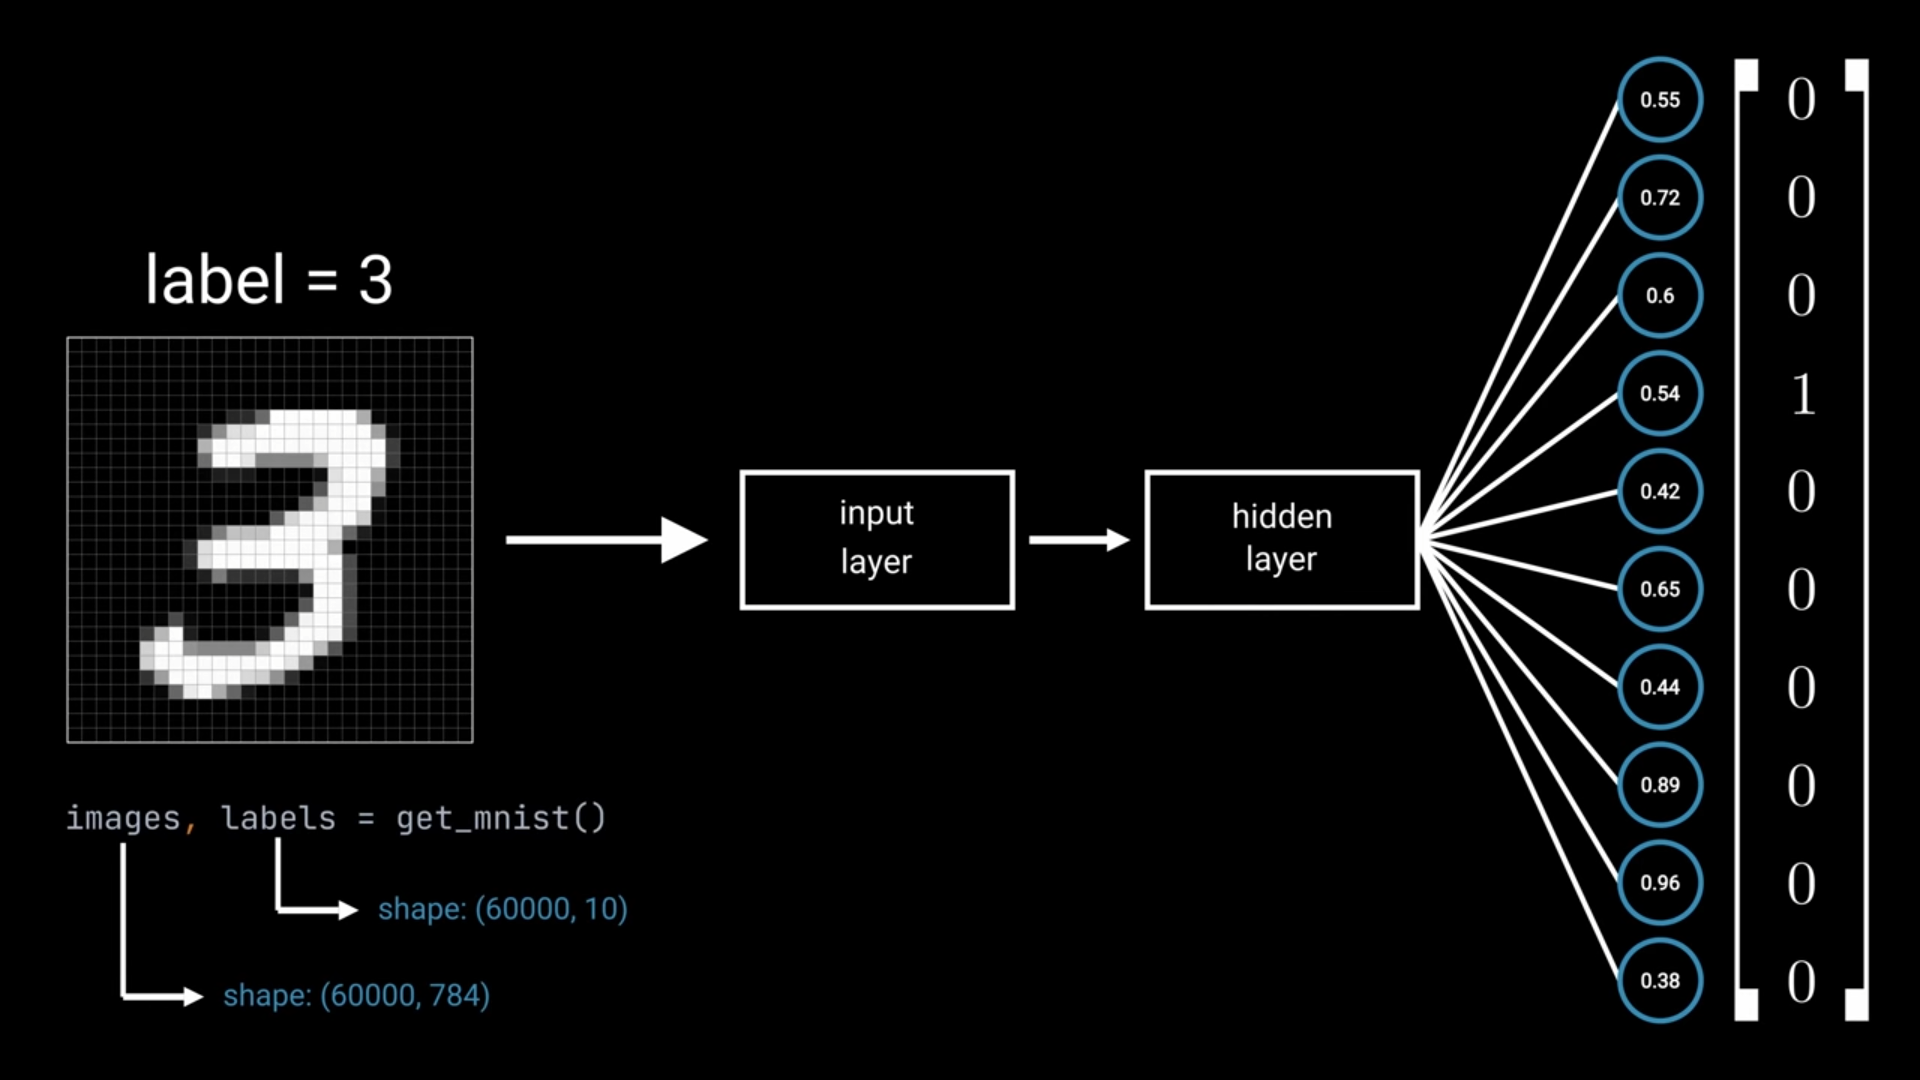 label = 3
images, labels = get_mnist()
shape: (60000, 10)
shape: (60000, 784)
input
layer
hidden
layer
0.55
0.72
0.6
0.54
0.42
0.65
0.44
0.89
0.96
0.38
0
0
0
1
0
0
0
0
0
0